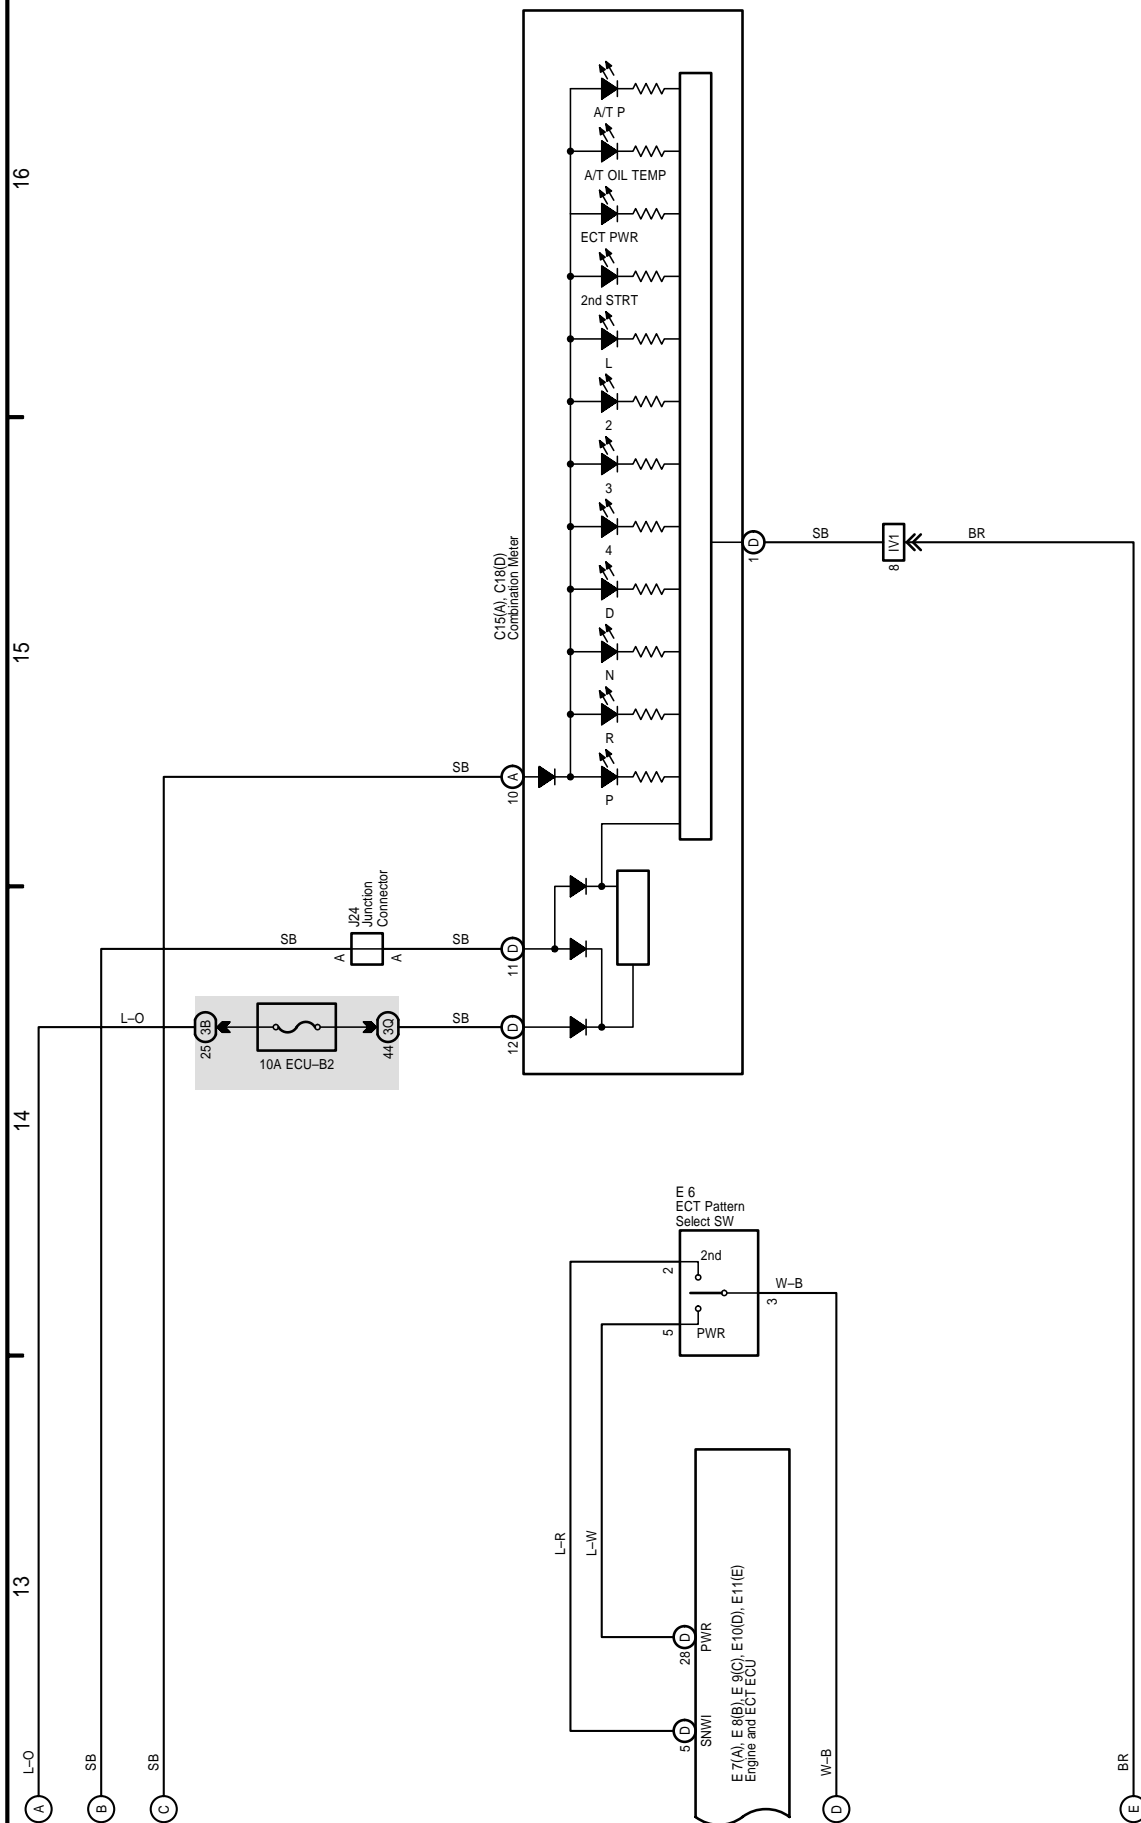 16
15
14
13
A/T P
A/T OIL TEMP
ECT PWR
2nd STRT
L
2
3
4
D
N
R
P
C15(A), C18(D)
Combination Meter
1 D
SB
8 IV1
BR
SB
10 A
J24
Junction
Connector
SB
A
A
SB
11 D
L–O
25 3B
10A ECU–B2
44 3Q
SB
12 D
E 6
ECT Pattern
Select SW
2
2nd
5
PWR
3
W–B
L–R
L–W
28 D
PWR
5 D
SNWI
E 7(A), E 8(B), E 9(C), E10(D), E11(E)
Engine and ECT ECU
L–O
A
SB
B
SB
C
W–B
D
BR
E